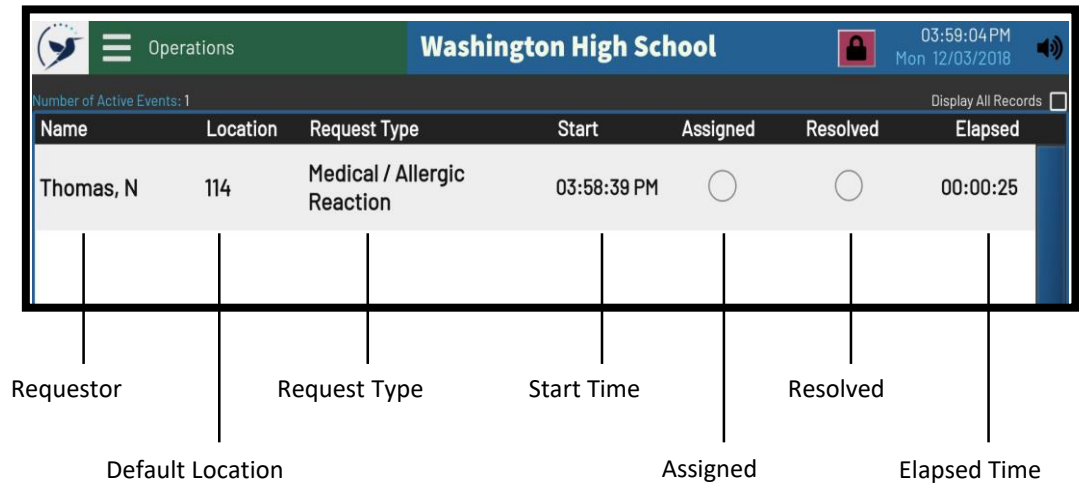 Operations
Washington High School
03:59:04 PM
Mon 12/03/2018
Number of Active Events: 1
Display All Records
Name Location Request Type Start Assigned Resolved Elapsed
Thomas, N 114 Medical / Allergic
Reaction 03:58:39 PM 00:00:25
Requestor Request Type Start Time Resolved
Default Location Assigned Elapsed Time